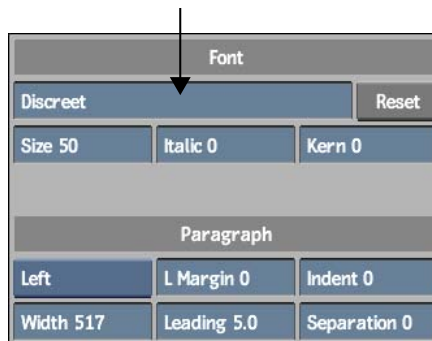 Font
Discreet Reset
Size 50 Italic 0 Kern 0
Paragraph
Left L Margin 0 Indent 0
Width 517 Leading 5.0 Separation 0